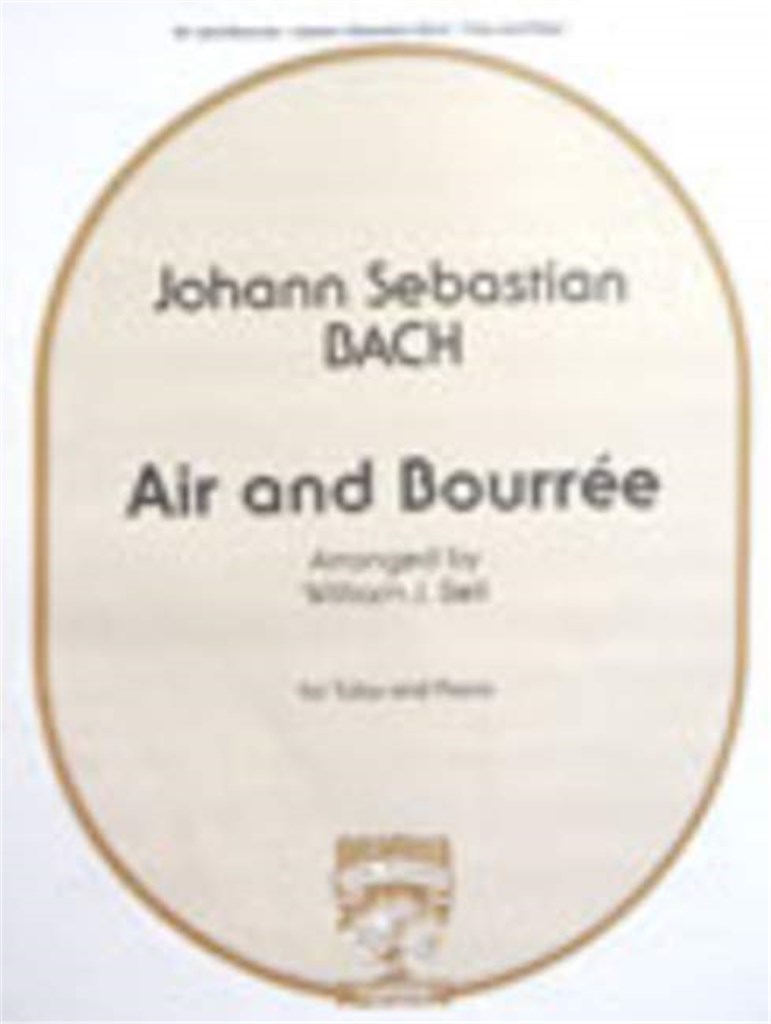 Johann Sebastian
BACH
Air and Bourrée
Arranged by
William J. Bell
for Tuba and Piano